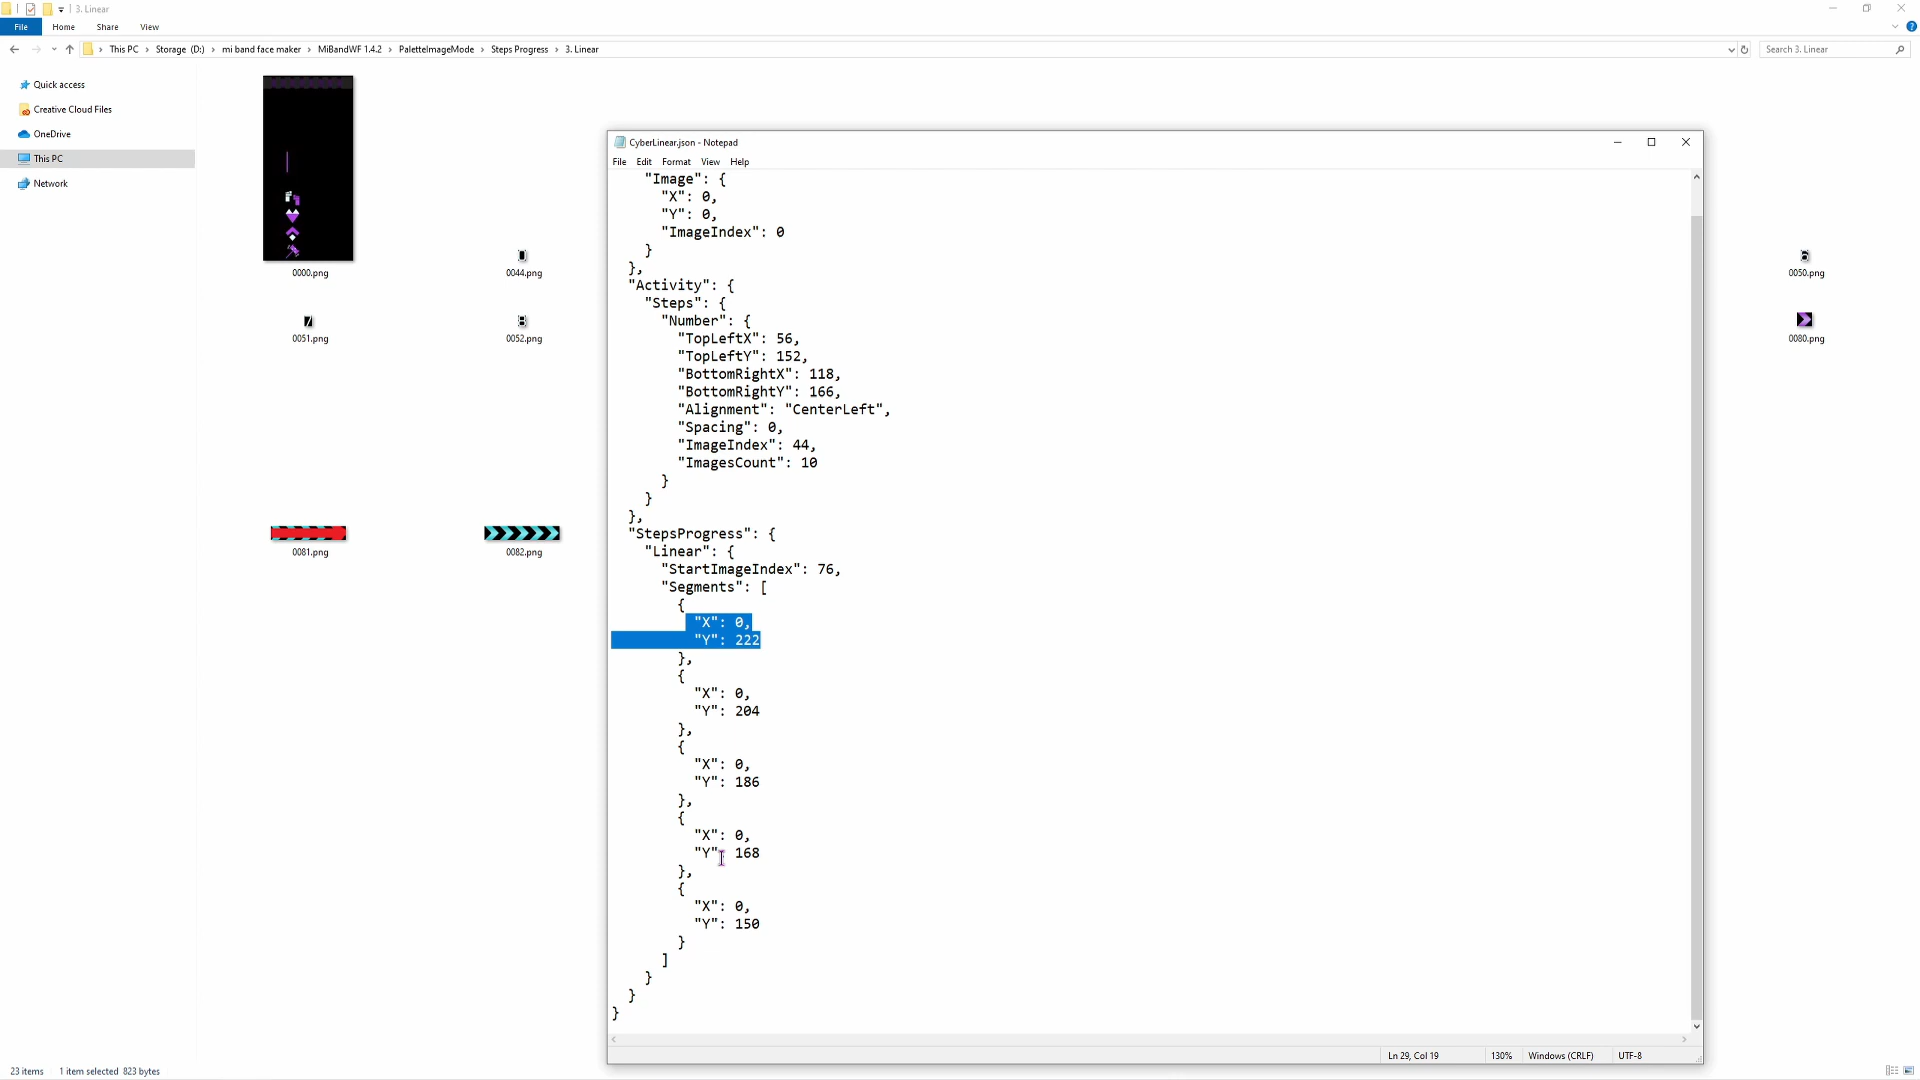 3. Linear
File Home Share View
This PC > Storage (D:) > mi band face maker > MiBandWF 1.4.2 > PaletteImageMode > Steps Progress > 3. Linear
Search 3. Linear
Quick access
Creative Cloud Files
OneDrive
This PC
Network
0000.png
0044.png
0050.png
0051.png
0052.png
0080.png
0081.png
0082.png
CyberLinear.json - Notepad
File Edit Format View Help
"Image": {
"X": 0,
"Y": 0,
"ImageIndex": 0
}
},
"Activity": {
"Steps": {
"Number": {
"TopLeftX": 56,
"TopLeftY": 152,
"BottomRightX": 118,
"BottomRightY": 166,
"Alignment": "CenterLeft",
"Spacing": 0,
"ImageIndex": 44,
"ImagesCount": 10
}
}
},
"StepsProgress": {
"Linear": {
"StartImageIndex": 76,
"Segments": [
{
"X": 0,
"Y": 222
},
{
"X": 0,
"Y": 204
},
{
"X": 0,
"Y": 186
},
{
"X": 0,
"Y": 168
},
{
"X": 0,
"Y": 150
}
]
}
}
}
Ln 29, Col 19 130% Windows (CRLF) UTF-8
23 items 1 item selected 823 bytes